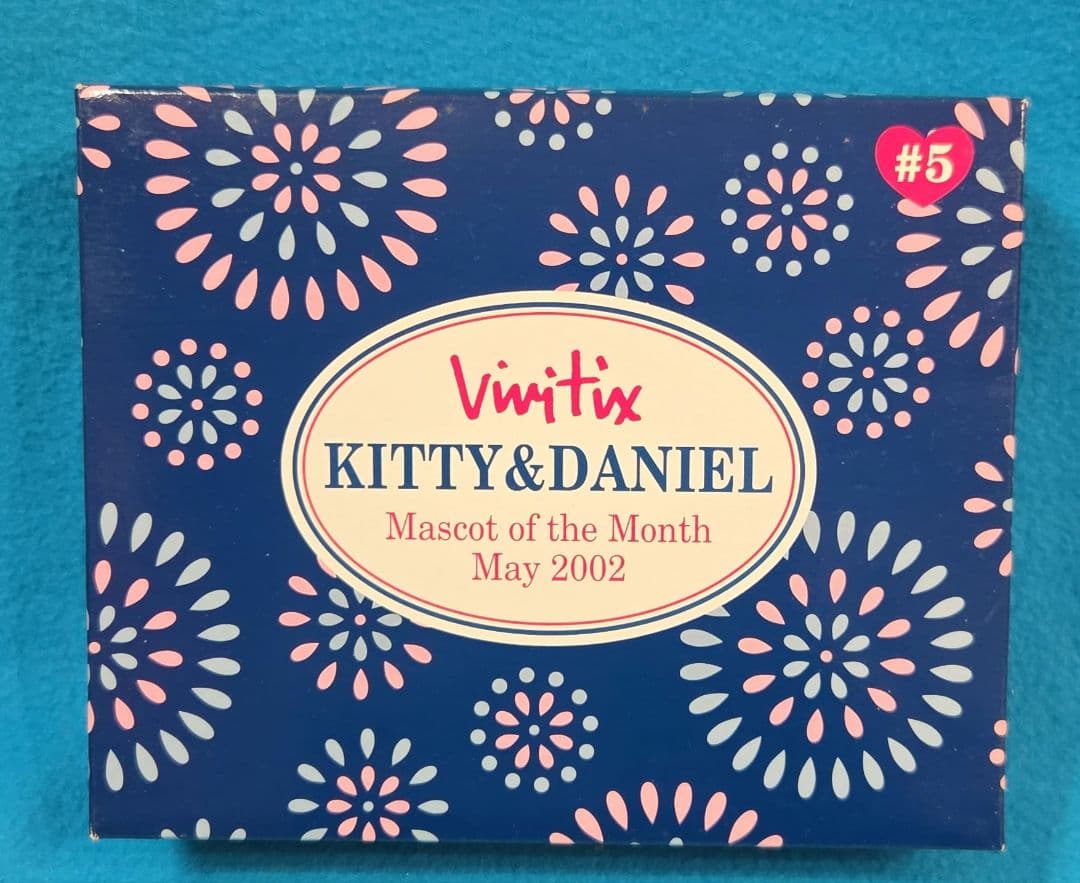 #5
Vivitix
KITTY&DANIEL
Mascot of the Month
May 2002